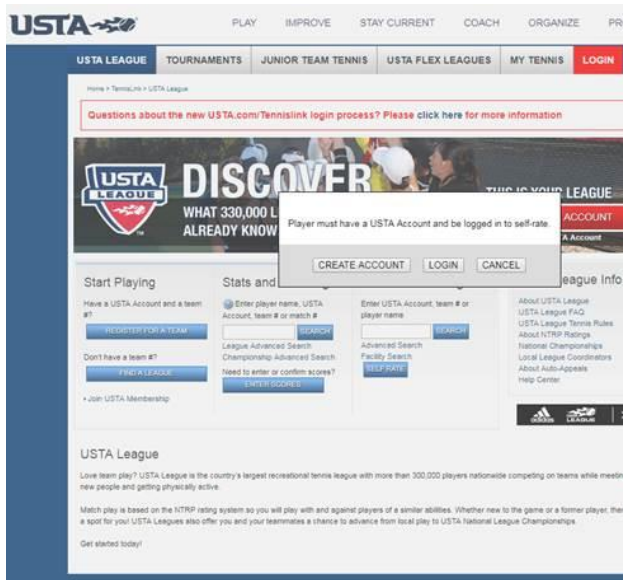 USTA
PLAY IMPROVE STAY CURRENT COACH ORGANIZE
USTA LEAGUE TOURNAMENTS JUNIOR TEAM TENNIS USTA FLEX LEAGUES MY TENNIS LOGIN
Home > TennisLink > USTA League
Questions about the new USTA.com/Tennislink login process? Please click here for more information
USTA
LEAGUE
DISCOVER
WHAT 330,000
ALREADY KNOW
LEAGUE
ACCOUNT
Account
Player must have a USTA Account and be logged in to self-rate.
CREATE ACCOUNT LOGIN CANCEL
Start Playing
Have a USTA Account and a team
#?
REGISTER FOR A TEAM
Don't have a team #?
FIND A LEAGUE
Join USTA Membership
Stats and
Enter player name, USTA
Account, team # or match #
SEARCH
League Advanced Search
Championship Advanced Search
Need to enter or confirm scores?
ENTER SCORES
Enter USTA Account, team # or
player name
SEARCH
Advanced Search
Facility Search
SELF RATE
League Info
About USTA League
USTA League FAQ
USTA League Tennis Rules
About NTRP Ratings
National Championships
Local League Coordinators
About Auto-Appeals
Help Center
adidas LEAGUE
USTA League
Love team play? USTA League is the country's largest recreational tennis league with more than 300,000 players nationwide competing on teams while
new people and getting physically active.
Match play is based on the NTRP rating system so you will play with and against players of a similar abilities. Whether new to the game or a former player,
a spot for you! USTA Leagues also offer you and your teammates a chance to advance from local play to USTA National League Championships.
Get started today!